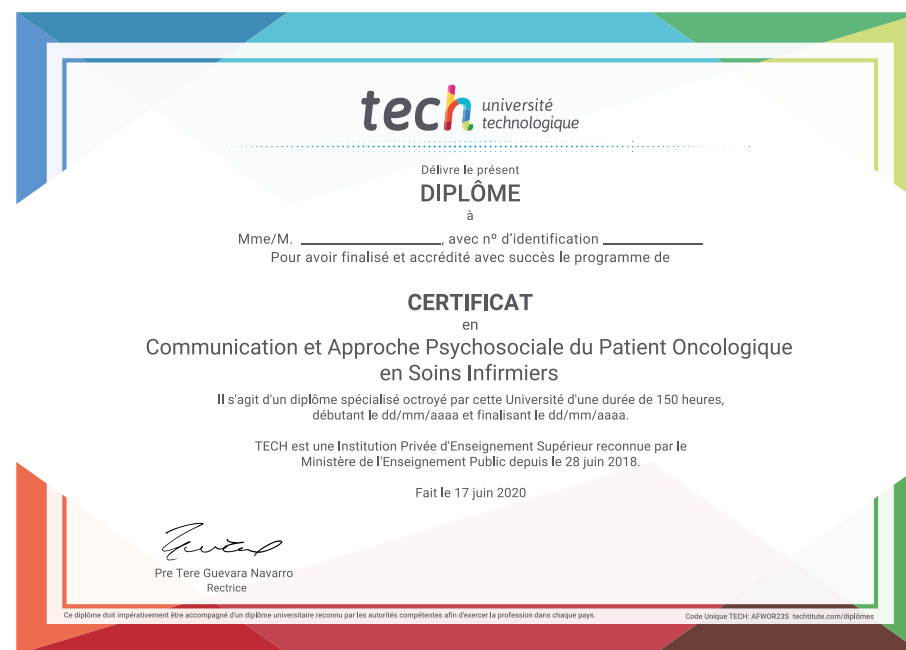 tech université
technologique
Délivre le présent
DIPLÔME
à
Mme/M. ____________________, avec nº d'identification ______________
Pour avoir finalisé et accrédité avec succès le programme de
CERTIFICAT
en
Communication et Approche Psychosociale du Patient Oncologique
en Soins Infirmiers
Il s'agit d'un diplôme spécialisé octroyé par cette Université d'une durée de 150 heures,
débutant le dd/mm/aaaa et finalisant le dd/mm/aaaa.
TECH est une Institution Privée d'Enseignement Supérieur reconnue par le
Ministère de l'Enseignement Public depuis le 28 juin 2018.
Fait le 17 juin 2020
Pre Tere Guevara Navarro
Rectrice
Ce diplôme doit impérativement être accompagné d'un diplôme universitaire reconnu par les autorités compétentes afin d'exercer la profession dans chaque pays.
Code Unique TECH: AFWOR23S techtitute.com/diplômes